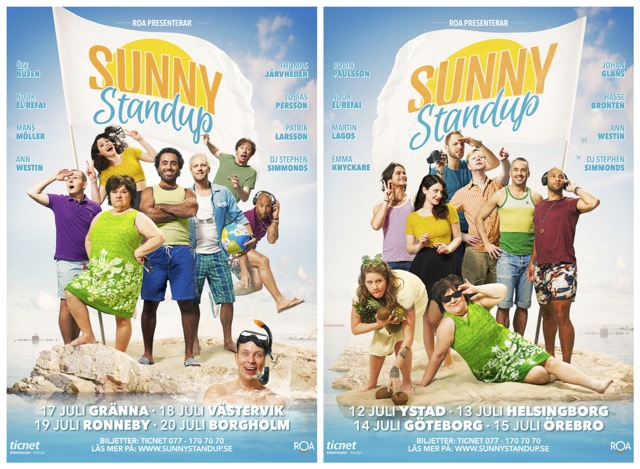 ROA PRESENTERAR
SUNNY
Standup
ÖZZ
NUJEN
NOUR
EL-REFAI
MÅNS
MÖLLER
ANN
WESTIN
THOMAS
JÄRVHEDEN
TOBIAS
PERSSON
PATRIK
LARSSON
DJ STEPHEN
SIMMONDS
17 JULI GRÄNNA · 18 JULI VÄSTERVIK
19 JULI RONNEBY · 20 JULI BORGHOLM
ticnet
BILJETTER: TICNET 077 - 170 70 70
LÄS MER PÅ: WWW.SUNNYSTANDUP.SE
ROA
ROA PRESENTERAR
SUNNY
Standup
ROBIN
PAULSSON
NOUR
EL-REFAI
MARTIN
LAGOS
EMMA
KNYCKARE
JOHAN
GLANS
HASSE
BRONTEN
ANN
WESTIN
DJ STEPHEN
SIMMONDS
12 JULI YSTAD · 13 JULI HELSINGBORG
14 JULI GÖTEBORG · 15 JULI ÖREBRO
ticnet
BILJETTER: TICNET 077 - 170 70 70
LÄS MER PÅ: WWW.SUNNYSTANDUP.SE
ROA